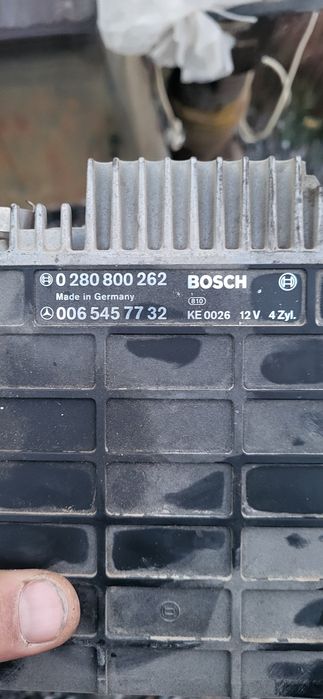 0 280 800 262 BOSCH
Made in Germany 810
006 545 77 32 KE 0026 12 V 4 Zyl.